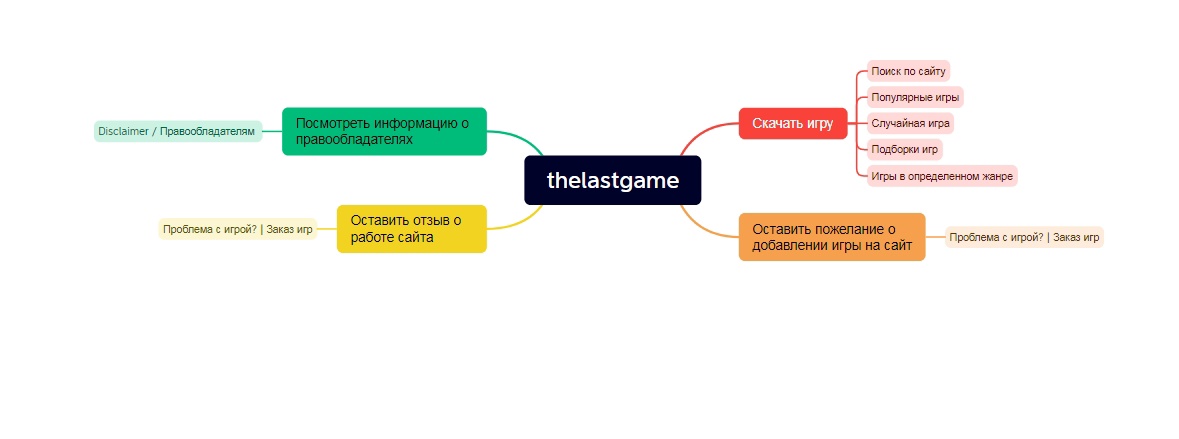 thelastgame
Скачать игру
Поиск по сайту
Популярные игры
Случайная игра
Подборки игр
Игры в определенном жанре
Оставить пожелание о
добавлении игры на сайт
Проблема с игрой? | Заказ игр
Посмотреть информацию о
правообладателях
Disclaimer / Правообладателям
Оставить отзыв о
работе сайта
Проблема с игрой? | Заказ игр